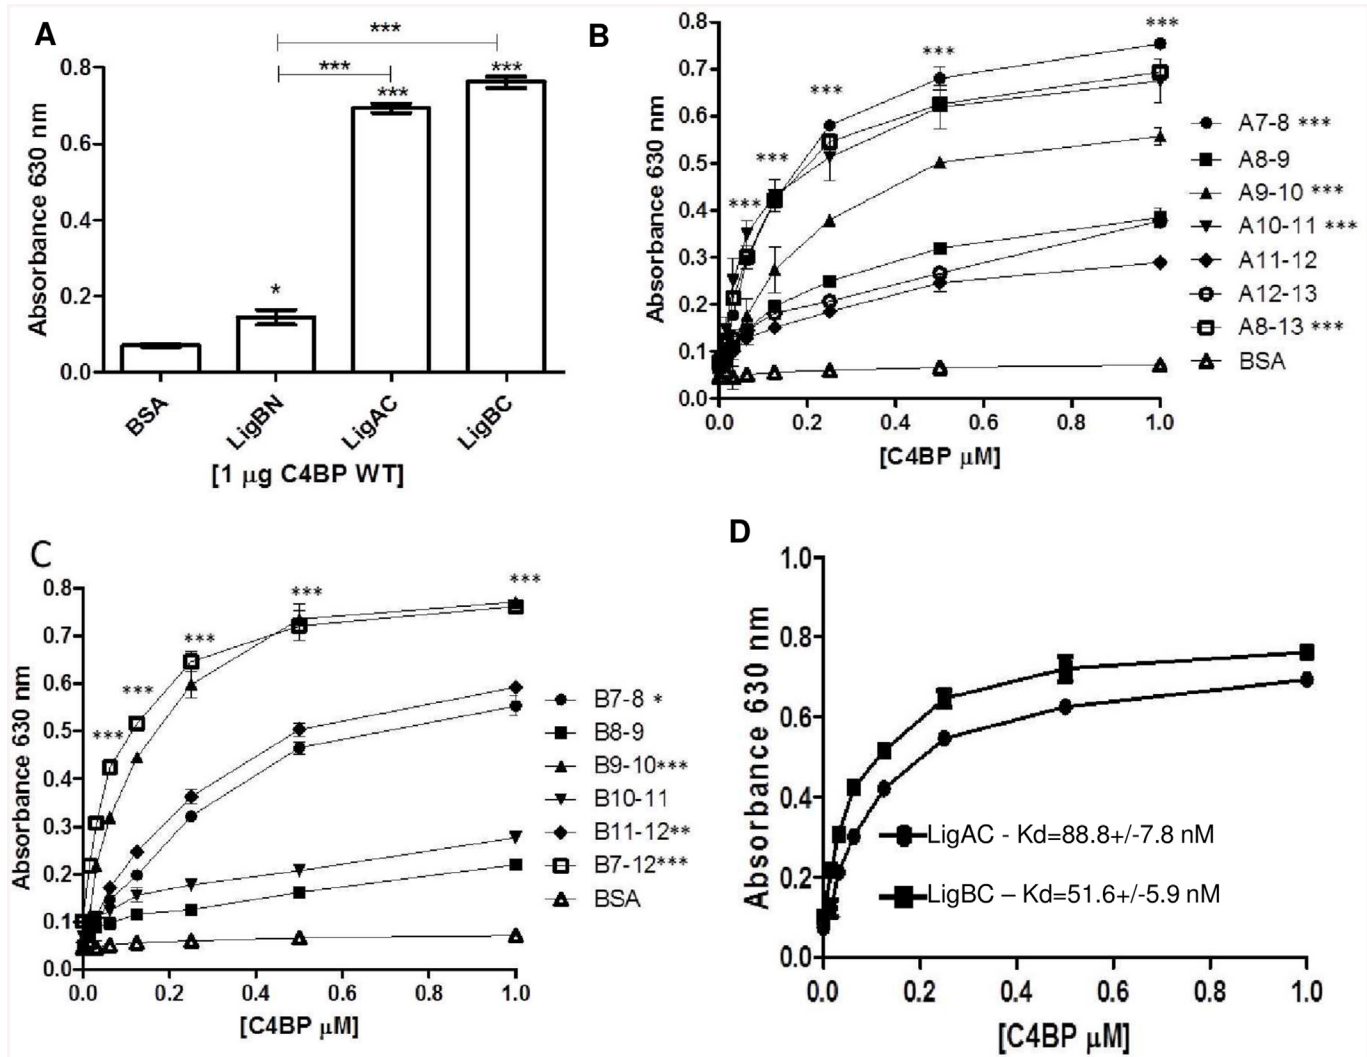 A
***
***
***
***
*
Absorbance 630 nm
0.8
0.6
0.4
0.2
0.0
BSA
LigBN
LigAC
LigBC
[1 µg C4BP WT]
B
***
***
***
***
***
Absorbance 630 nm
0.8
0.7
0.6
0.5
0.4
0.3
0.2
0.1
0.0
0.0 0.2 0.4 0.6 0.8 1.0
[C4BP µM]
A7-8 ***
A8-9
A9-10 ***
A10-11 ***
A11-12
A12-13
A8-13 ***
BSA
C
***
***
***
***
***
Absorbance 630 nm
0.8
0.7
0.6
0.5
0.4
0.3
0.2
0.1
0.0
0.0 0.2 0.4 0.6 0.8 1.0
[C4BP µM]
B7-8 *
B8-9
B9-10***
B10-11
B11-12**
B7-12***
BSA
D
Absorbance 630 nm
1.0
0.8
0.6
0.4
0.2
0.0
0.0 0.2 0.4 0.6 0.8 1.0
[C4BP µM]
LigAC - Kd=88.8+/-7.8 nM
LigBC – Kd=51.6+/-5.9 nM